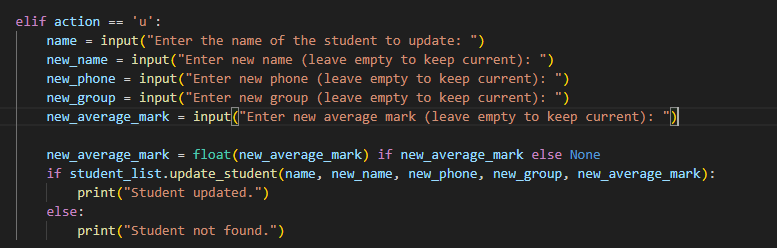 elif action == 'u':
name = input("Enter the name of the student to update: ")
new_name = input("Enter new name (leave empty to keep current): ")
new_phone = input("Enter new phone (leave empty to keep current): ")
new_group = input("Enter new group (leave empty to keep current): ")
new_average_mark = input("Enter new average mark (leave empty to keep current): ")
new_average_mark = float(new_average_mark) if new_average_mark else None
if student_list.update_student(name, new_name, new_phone, new_group, new_average_mark):
print("Student updated.")
else:
print("Student not found.")